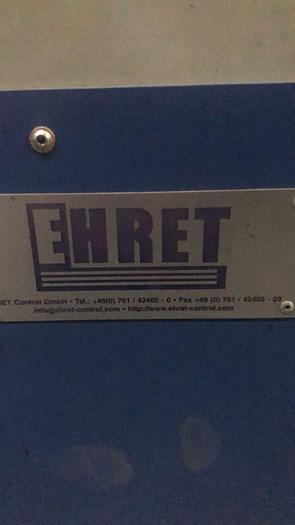 EHRET
RET Control GmbH • Tel.: +49(0) 761 / 42405 - 0 • Fax +49 (0) 761 / 42405 - 29
info@ehret-control.com • http://www.ehret-control.com